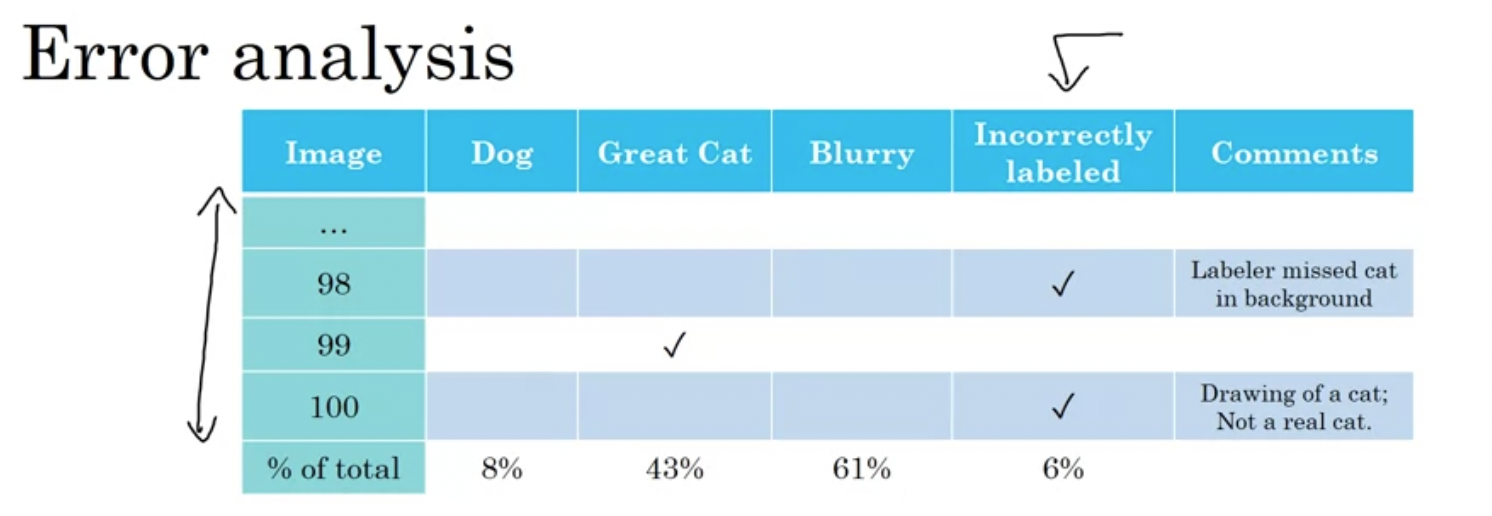 Error analysis
Image Dog Great Cat Blurry Incorrectly labeled Comments
...
98 ✓ Labeler missed cat in background
99 ✓
100 ✓ Drawing of a cat; Not a real cat.
% of total 8% 43% 61% 6%